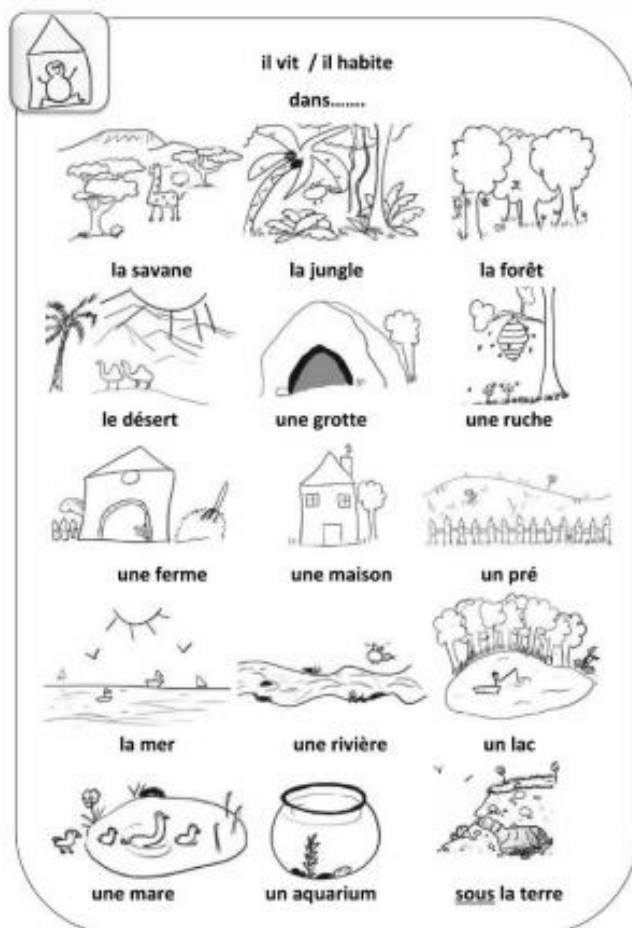 il vit / il habite
dans.......
la savane la jungle la forêt
le désert une grotte une ruche
une ferme une maison un pré
la mer une rivière un lac
une mare un aquarium sous la terre